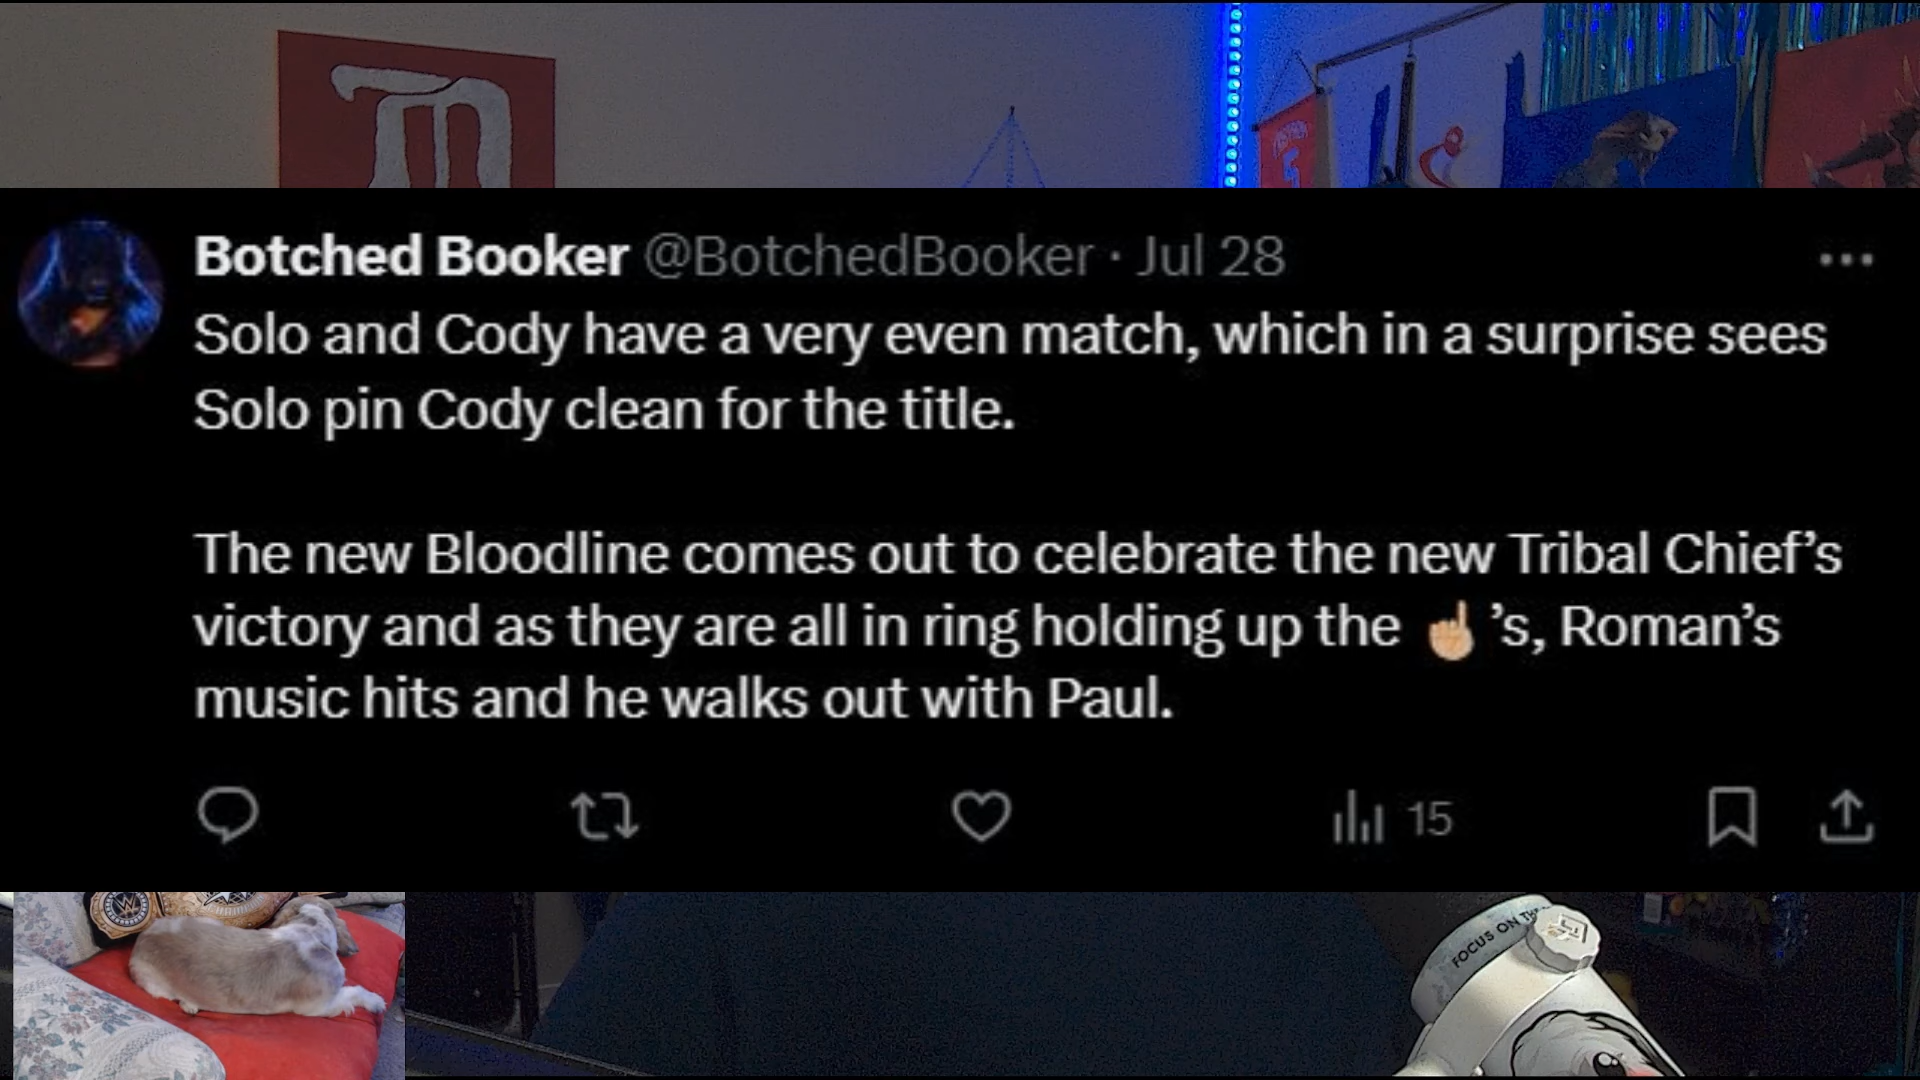 Botched Booker @BotchedBooker · Jul 28
Solo and Cody have a very even match, which in a surprise sees
Solo pin Cody clean for the title.
The new Bloodline comes out to celebrate the new Tribal Chief’s
victory and as they are all in ring holding up the ☝🏼’s, Roman’s
music hits and he walks out with Paul.
15
FOCUS ON